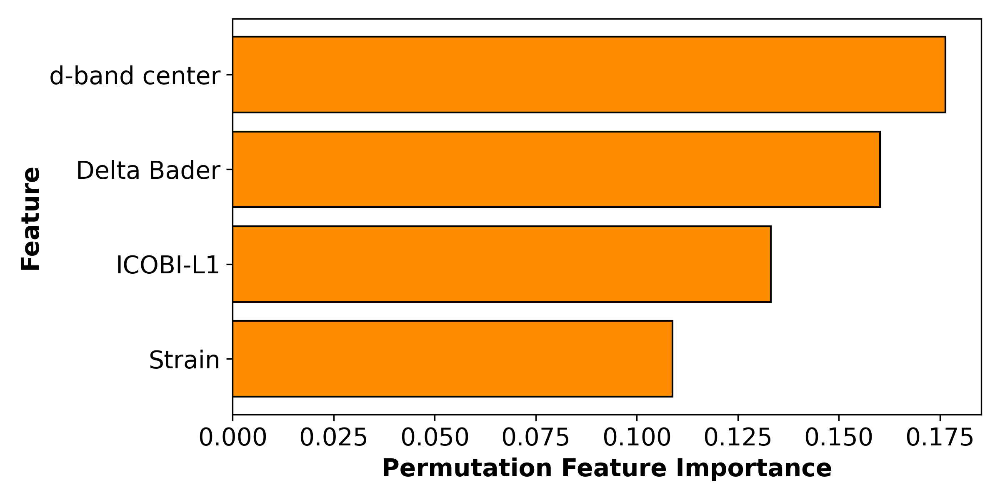 d-band center
Delta Bader
ICOBI-L1
Strain
Feature
0.000 0.025 0.050 0.075 0.100 0.125 0.150 0.175
Permutation Feature Importance